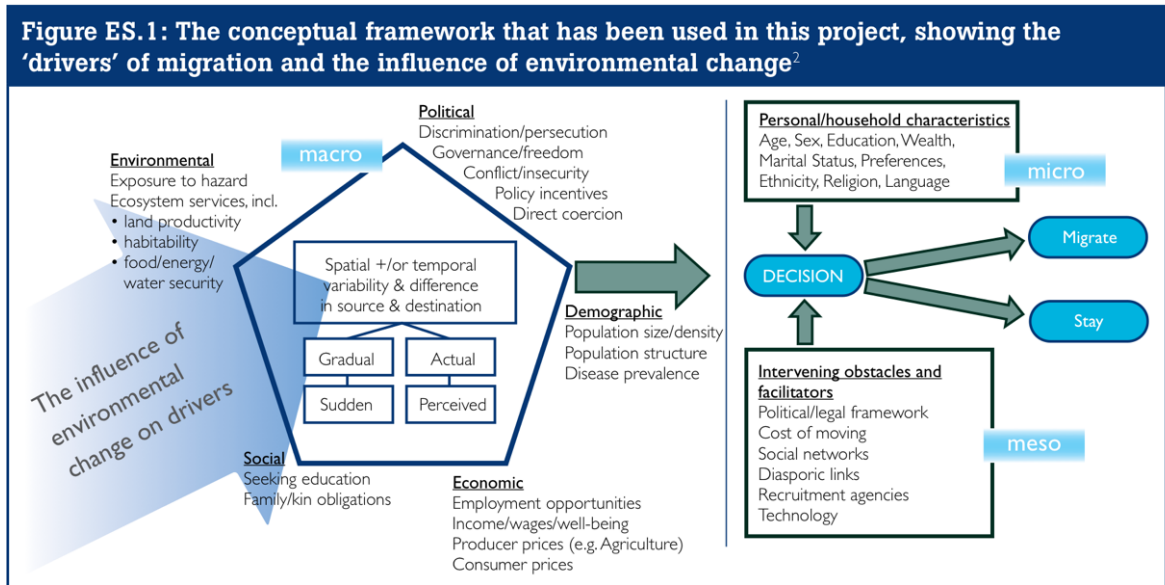 Figure ES.1: The conceptual framework that has been used in this project, showing the
‘drivers’ of migration and the influence of environmental change2
macro
Political
Discrimination/persecution
Governance/freedom
Conflict/insecurity
Policy incentives
Direct coercion
Environmental
Exposure to hazard
Ecosystem services, incl.
• land productivity
• habitability
• food/energy/
water security
The influence of
environmental
change on drivers
Spatial +/or temporal
variability & difference
in source & destination
Gradual
Actual
Sudden
Perceived
Demographic
Population size/density
Population structure
Disease prevalence
Social
Seeking education
Family/kin obligations
Economic
Employment opportunities
Income/wages/well-being
Producer prices (e.g. Agriculture)
Consumer prices
Personal/household characteristics
Age, Sex, Education, Wealth,
Marital Status, Preferences,
Ethnicity, Religion, Language
micro
DECISION
Migrate
Stay
Intervening obstacles and
facilitators
Political/legal framework
Cost of moving
Social networks
Diasporic links
Recruitment agencies
Technology
meso